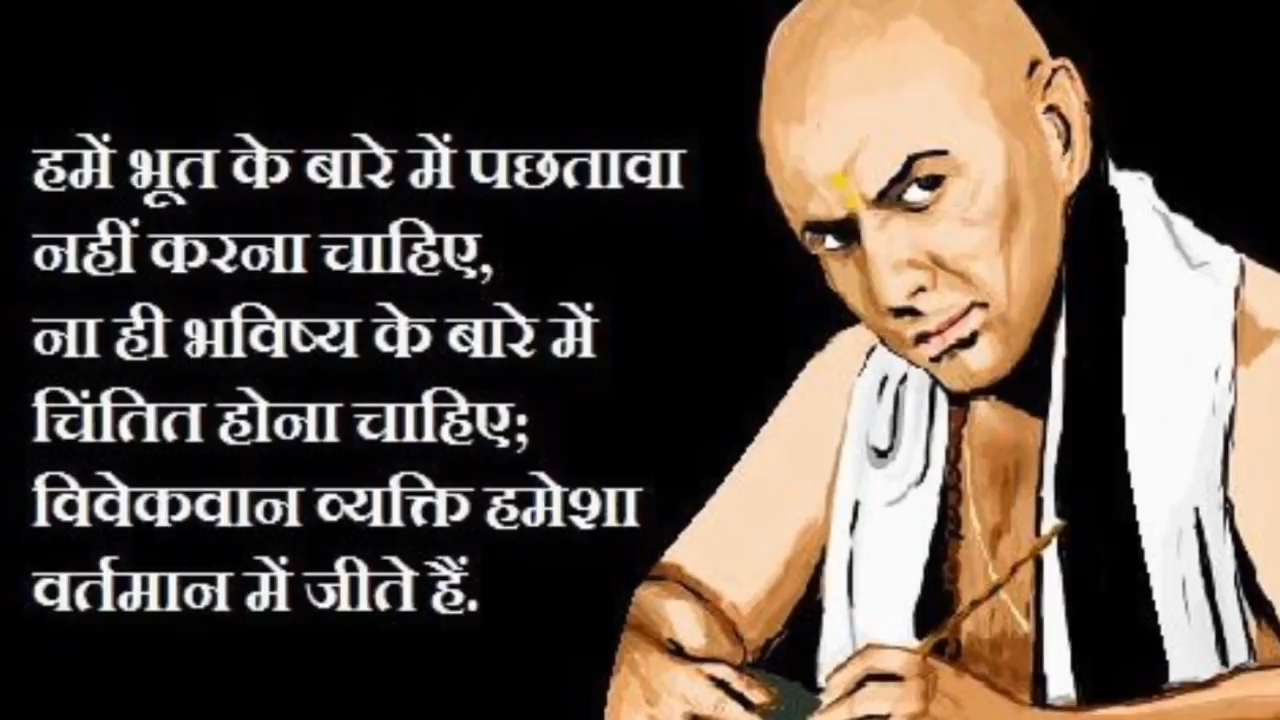 हमें भूत के बारे में पछतावा
नहीं करना चाहिए,
ना ही भविष्य के बारे में
चिंतित होना चाहिए;
विवेकवान व्यक्ति हमेशा
वर्तमान में जीते हैं.